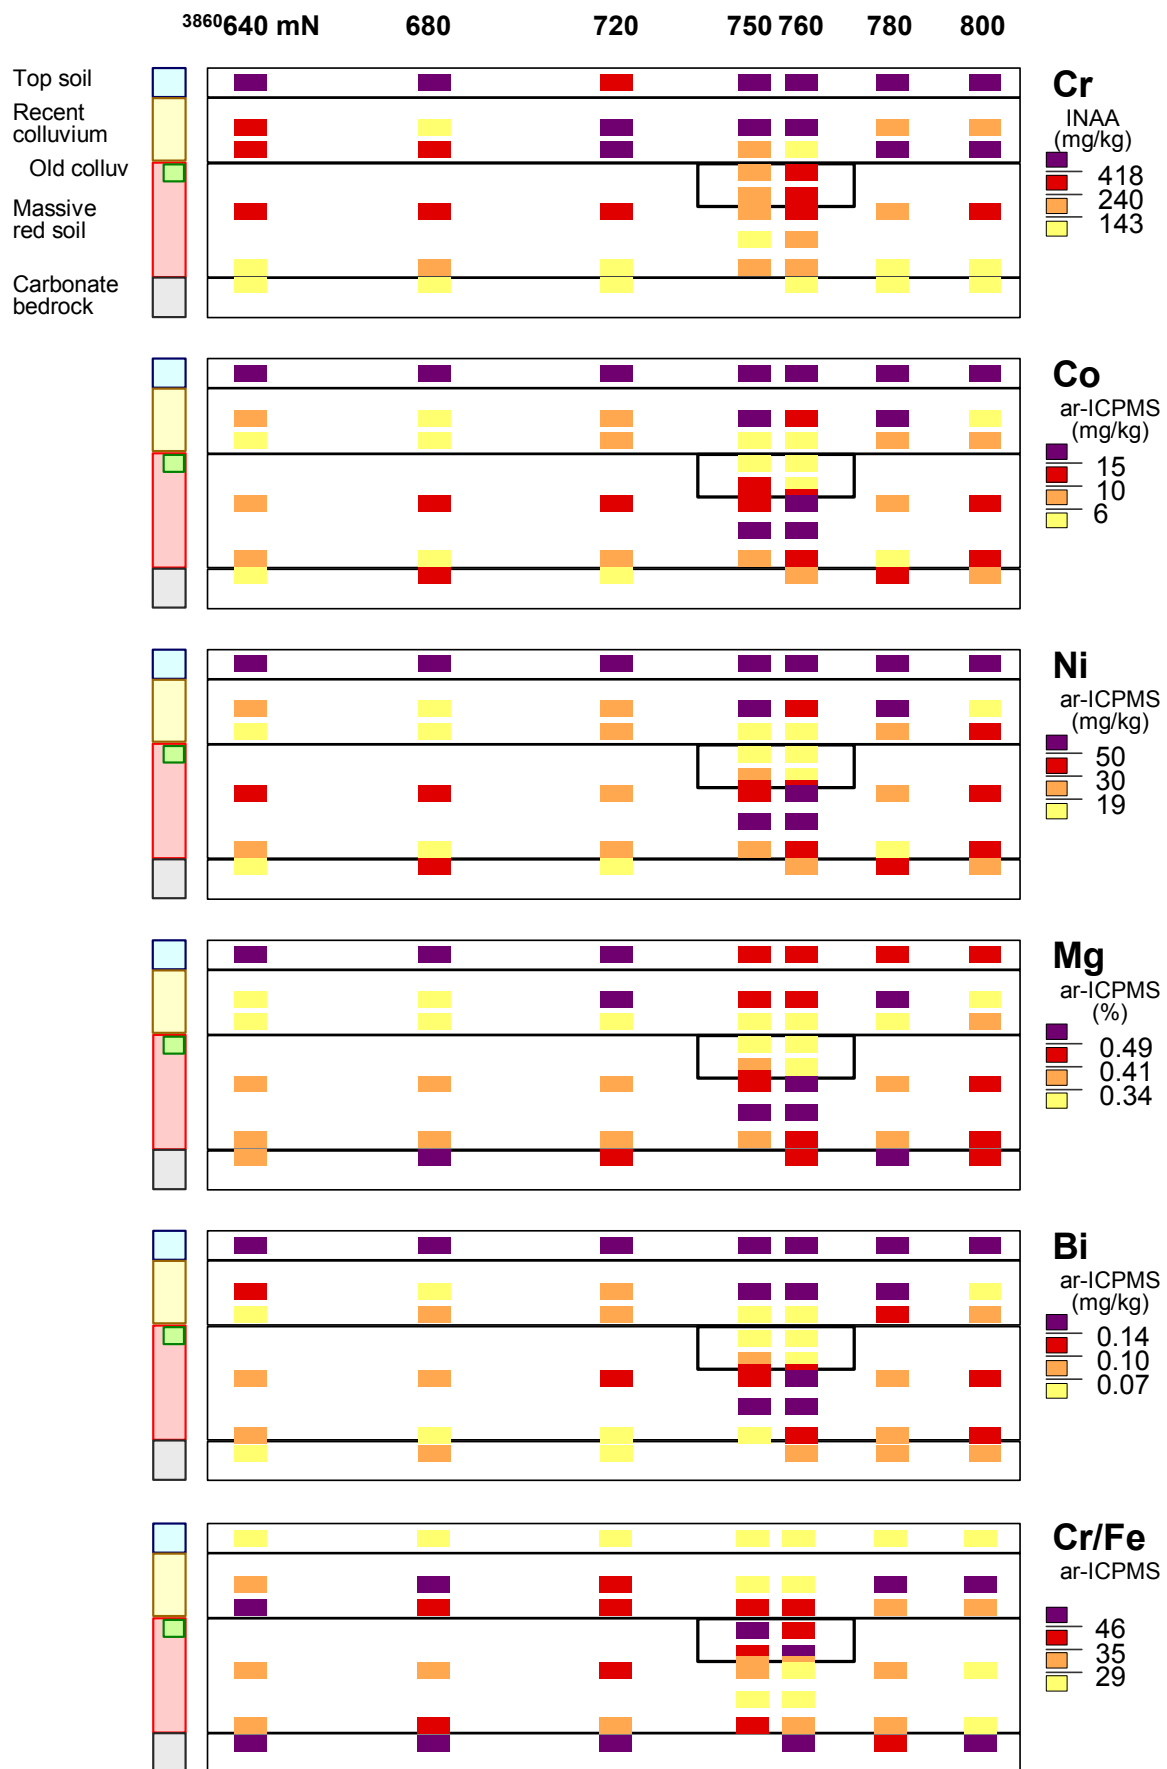 3860640 mN 680 720 750 760 780 800
Top soil
Recent
colluvium
Old colluv
Massive
red soil
Carbonate
bedrock
Cr
INAA
(mg/kg)
418
240
143
Co
ar-ICPMS
(mg/kg)
15
10
6
Ni
ar-ICPMS
(mg/kg)
50
30
19
Mg
ar-ICPMS
(%)
0.49
0.41
0.34
Bi
ar-ICPMS
(mg/kg)
0.14
0.10
0.07
Cr/Fe
ar-ICPMS
46
35
29